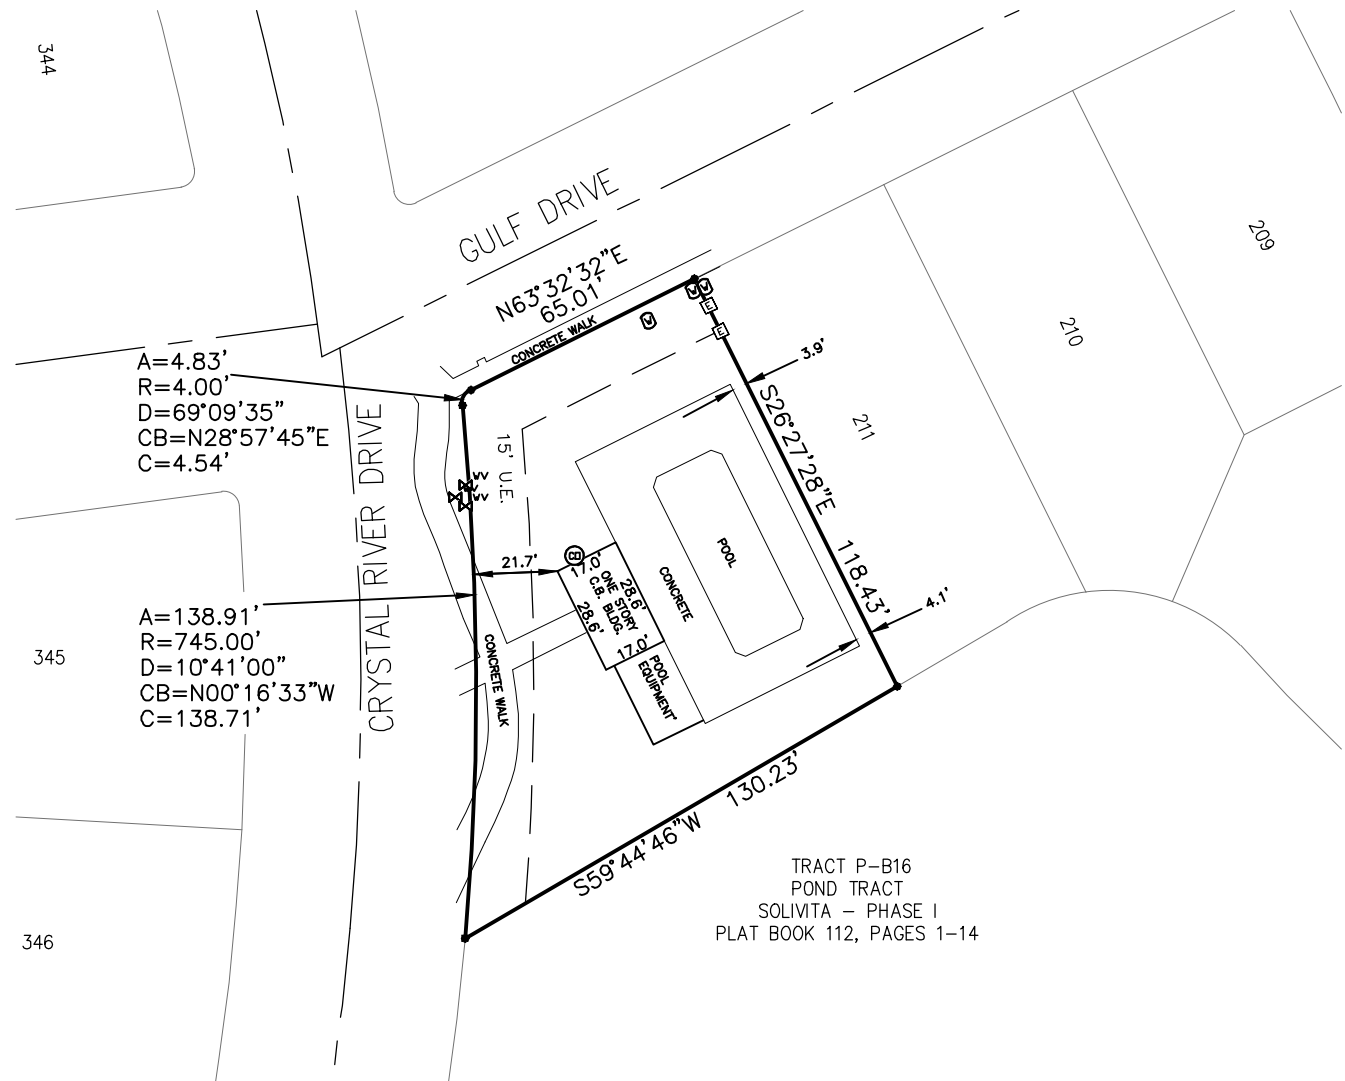 344
GULF DRIVE
N63°32'32"E
65.01'
CONCRETE WALK
209
210
211
3.9'
A=4.83'
R=4.00'
D=69°09'35"
CB=N28°57'45"E
C=4.54'
CRYSTAL RIVER DRIVE
15' U.E.
WV
WV
W
W
W
E
E
S26°27'28"E
118.43'
4.1'
POOL
CONCRETE
21.7'
CO
17.0'
28.6'
ONE STORY
C.B. BLDG.
28.6'
17.0'
POOL
EQUIPMENT
A=138.91'
R=745.00'
D=10°41'00"
CB=N00°16'33"W
C=138.71'
CONCRETE WALK
345
346
S59°44'46"W
130.23'
TRACT P-B16
POND TRACT
SOLIVITA - PHASE I
PLAT BOOK 112, PAGES 1-14